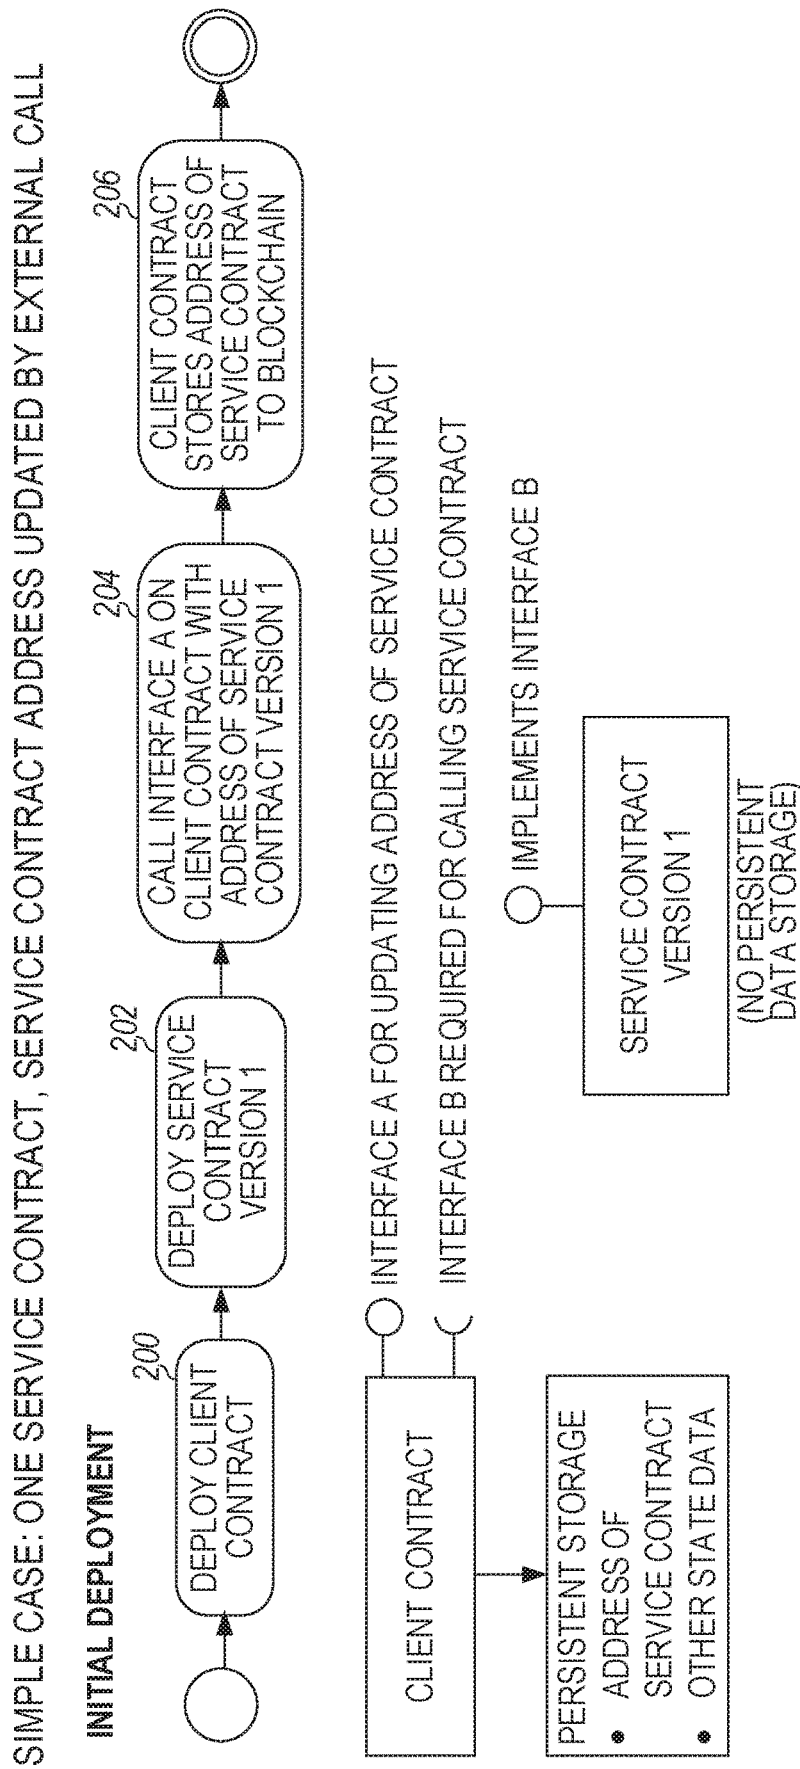 SIMPLE CASE: ONE SERVICE CONTRACT, SERVICE CONTRACT ADDRESS UPDATED BY EXTERNAL CALL
INITIAL DEPLOYMENT
200
DEPLOY CLIENT
CONTRACT
202
DEPLOY SERVICE
CONTRACT
VERSION 1
204
CALL INTERFACE A ON
CLIENT CONTRACT WITH
ADDRESS OF SERVICE
CONTRACT VERSION 1
206
CLIENT CONTRACT
STORES ADDRESS OF
SERVICE CONTRACT
TO BLOCKCHAIN
CLIENT CONTRACT
INTERFACE A FOR UPDATING ADDRESS OF SERVICE CONTRACT
INTERFACE B REQUIRED FOR CALLING SERVICE CONTRACT
PERSISTENT STORAGE
• ADDRESS OF
SERVICE CONTRACT
• OTHER STATE DATA
IMPLEMENTS INTERFACE B
SERVICE CONTRACT
VERSION 1
(NO PERSISTENT
DATA STORAGE)